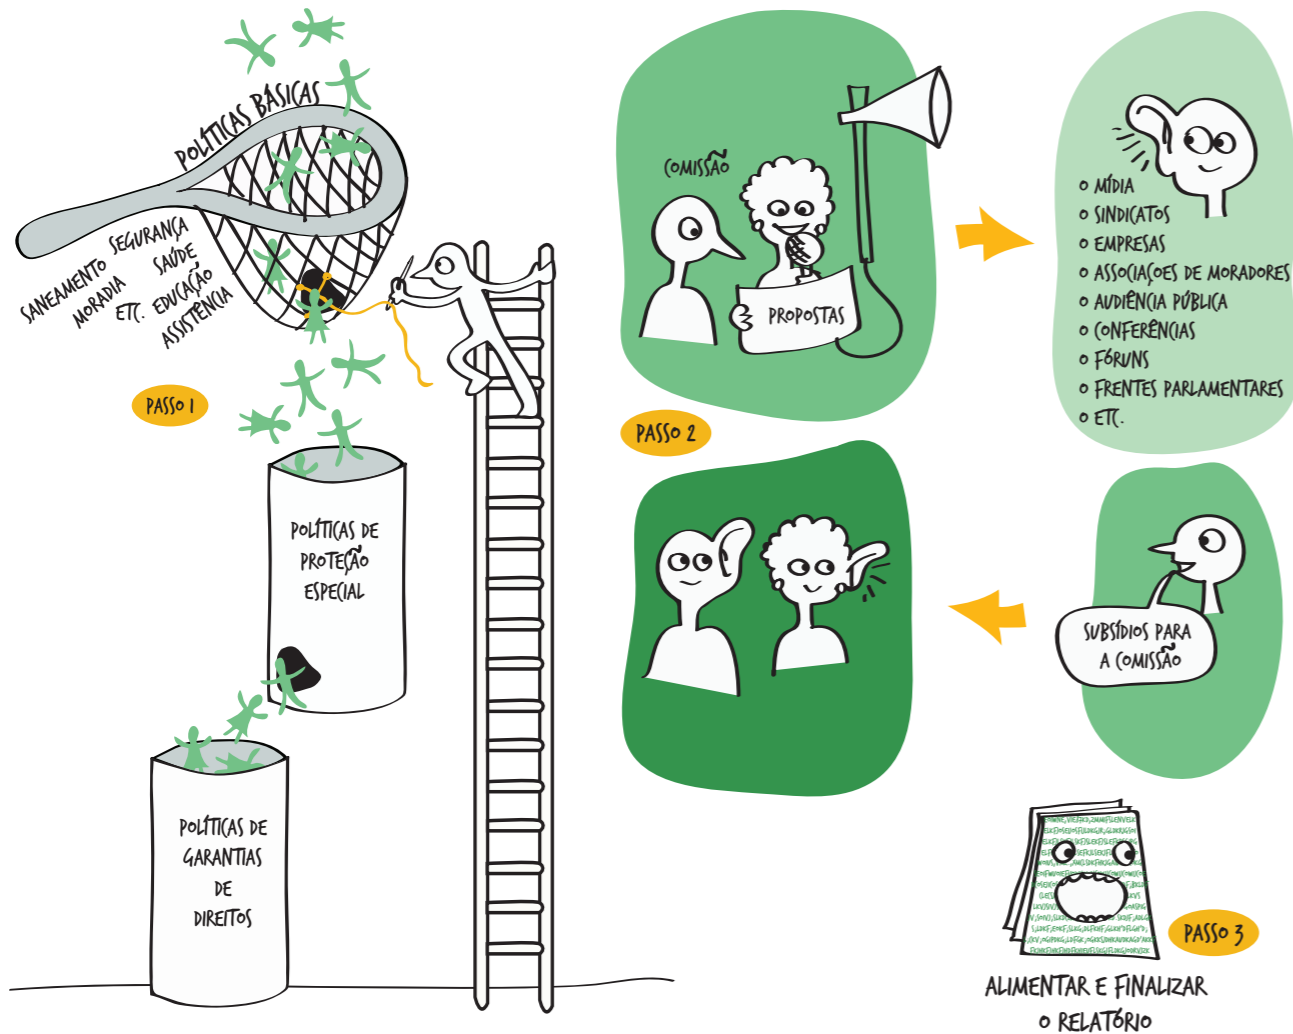 POLÍTICAS BÁSICAS
SANEAMENTO SEGURANÇA
MORADIA SAÚDE
ETC. EDUCAÇÃO
ASSISTÊNCIA
PASSO 1
POLÍTICAS DE
PROTEÇÃO
ESPECIAL
POLÍTICAS DE
GARANTIAS
DE
DIREITOS
COMISSÃO
PROPOSTAS
PASSO 2
O MÍDIA
O SINDICATOS
O EMPRESAS
O ASSOCIAÇOES DE MORADORES
O AUDIÊNCIA PÚBLICA
O CONFERÊNCIAS
O FÓRUNS
O FRENTES PARLAMENTARES
O ETC.
SUBSÍDIOS PARA
A COMISSÃO
PASSO 3
ALIMENTAR E FINALIZAR
O RELATÓRIO